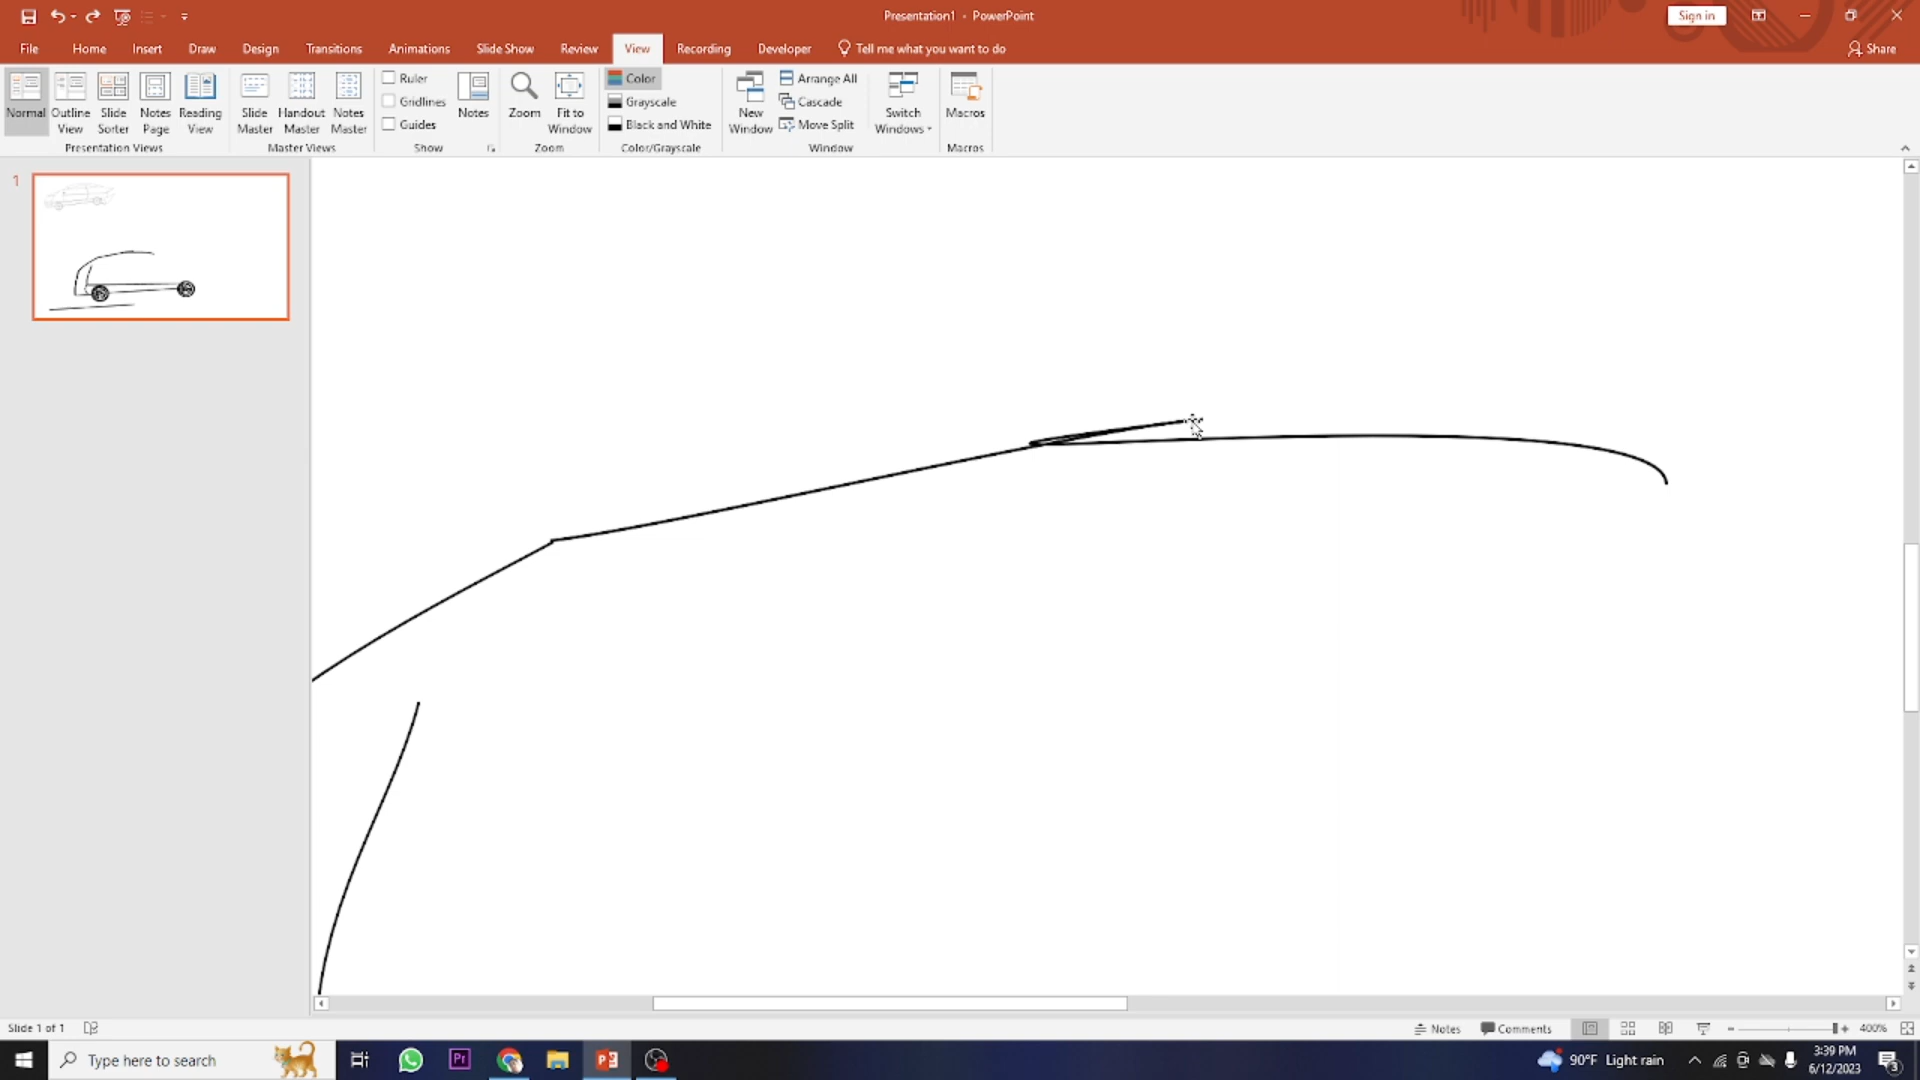 Presentation1 - PowerPoint
Sign in
File Home Insert Draw Design Transitions Animations Slide Show Review View Recording Developer Tell me what you want to do
Share
Normal Outline View Slide Sorter Notes Page Reading View
Presentation Views
Slide Master Handout Master Notes Master
Master Views
Ruler
Gridlines
Guides
Show
Notes
Zoom Fit to Window
Zoom
Color
Grayscale
Black and White
Color/Grayscale
New Window
Arrange All
Cascade
Move Split
Switch Windows
Window
Macros
Macros
1
Slide 1 of 1
Notes Comments 400%
Type here to search
Pr
90°F Light rain
3:39 PM
6/12/2023
3